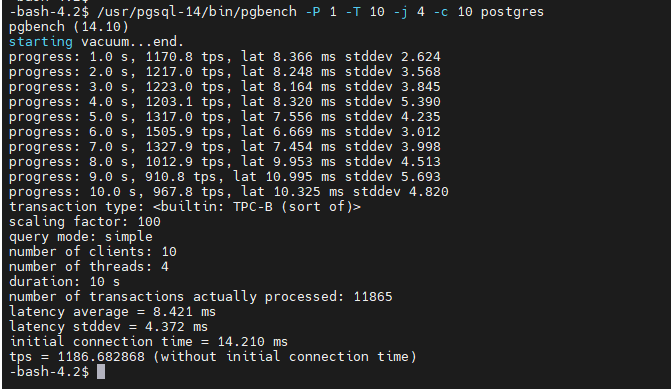 -bash-4.2$ /usr/pgsql-14/bin/pgbench -P 1 -T 10 -j 4 -c 10 postgres
pgbench (14.10)
starting vacuum...end.
progress: 1.0 s, 1170.8 tps, lat 8.366 ms stddev 2.624
progress: 2.0 s, 1217.0 tps, lat 8.248 ms stddev 3.568
progress: 3.0 s, 1223.0 tps, lat 8.164 ms stddev 3.845
progress: 4.0 s, 1203.1 tps, lat 8.320 ms stddev 5.390
progress: 5.0 s, 1317.0 tps, lat 7.556 ms stddev 4.235
progress: 6.0 s, 1505.9 tps, lat 6.669 ms stddev 3.012
progress: 7.0 s, 1327.9 tps, lat 7.454 ms stddev 3.998
progress: 8.0 s, 1012.9 tps, lat 9.953 ms stddev 4.513
progress: 9.0 s, 910.8 tps, lat 10.995 ms stddev 5.693
progress: 10.0 s, 967.8 tps, lat 10.325 ms stddev 4.820
transaction type: <builtin: TPC-B (sort of)>
scaling factor: 100
query mode: simple
number of clients: 10
number of threads: 4
duration: 10 s
number of transactions actually processed: 11865
latency average = 8.421 ms
latency stddev = 4.372 ms
initial connection time = 14.210 ms
tps = 1186.682868 (without initial connection time)
-bash-4.2$